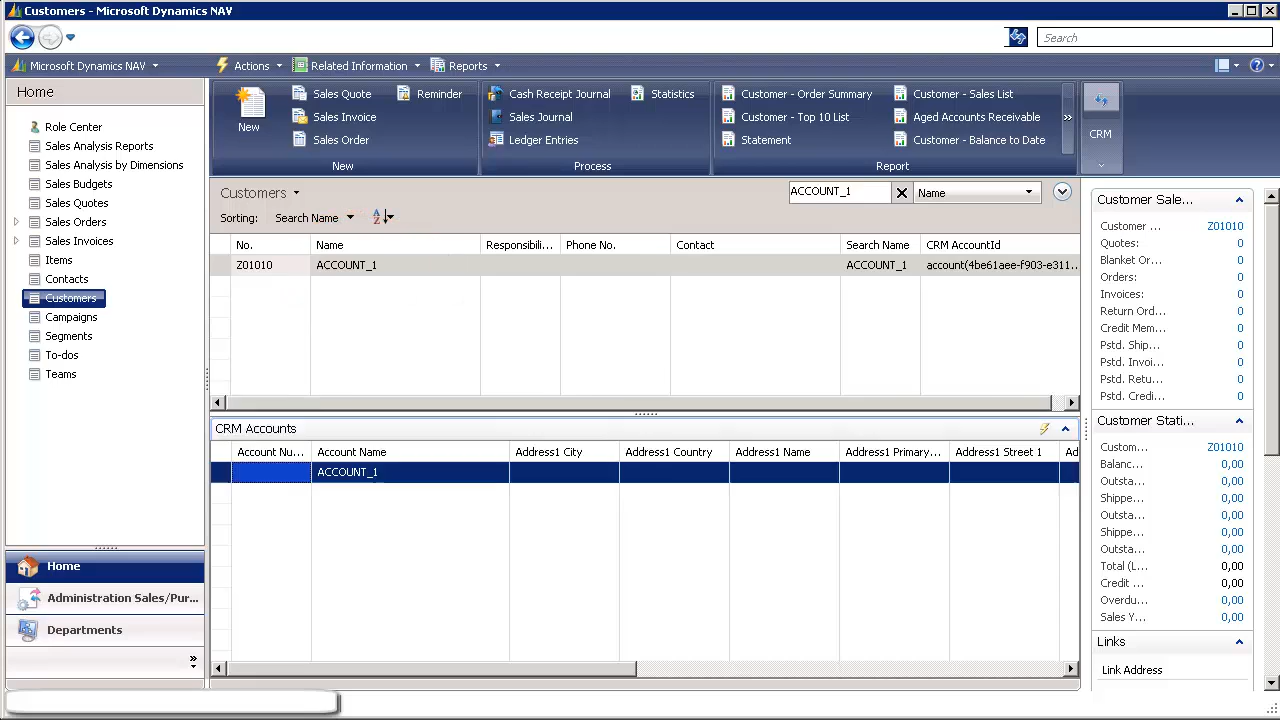 Customers - Microsoft Dynamics NAV
Search
Microsoft Dynamics NAV
Actions
Related Information
Reports
Home
Role Center
Sales Analysis Reports
Sales Analysis by Dimensions
Sales Budgets
Sales Quotes
Sales Orders
Sales Invoices
Items
Contacts
Customers
Campaigns
Segments
To-dos
Teams
Home
Administration Sales/Pur...
Departments
»
New
Sales Quote
Sales Invoice
Sales Order
Reminder
New
Cash Receipt Journal
Sales Journal
Ledger Entries
Statistics
Process
Customer - Order Summary
Customer - Top 10 List
Statement
Customer - Sales List
Aged Accounts Receivable
Customer - Balance to Date
»
Report
CRM
Customers
ACCOUNT_1
Name
Sorting: Search Name
No. Name Responsibili... Phone No. Contact Search Name CRM AccountId
Z01010 ACCOUNT_1 ACCOUNT_1 account(4be61aee-f903-e311...
CRM Accounts
Account Nu... Account Name Address1 City Address1 Country Address1 Name Address1 Primary... Address1 Street 1 Ad
ACCOUNT_1
Customer Sale...
Customer ... Z01010
Quotes: 0
Blanket Or... 0
Orders: 0
Invoices: 0
Return Ord... 0
Credit Mem... 0
Pstd. Ship... 0
Pstd. Invoi... 0
Pstd. Retu... 0
Pstd. Credi... 0
Customer Stati...
Custom... Z01010
Balanc... 0,00
Outsta... 0,00
Shippe... 0,00
Outsta... 0,00
Shippe... 0,00
Outsta... 0,00
Total (L... 0,00
Credit ... 0,00
Overdu... 0,00
Sales Y... 0,00
Links
Link Address